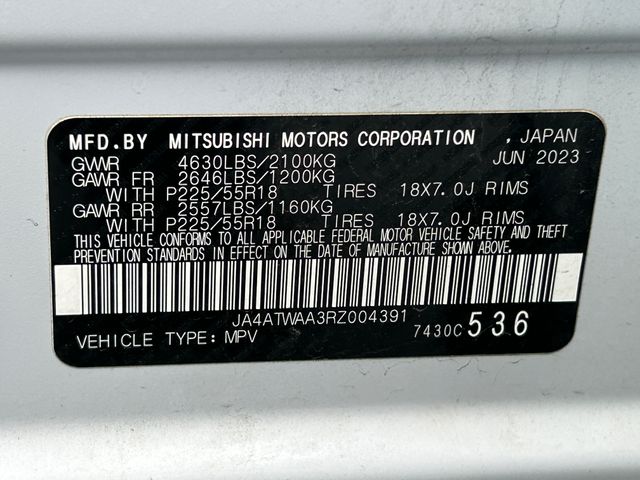 MFD.BY MITSUBISHI MOTORS CORPORATION , JAPAN
GVWR 4630LBS/2100KG JUN 2023
GAWR FR 2646LBS/1200KG
WITH P225/55R18 TIRES 18X7.0J RIMS
GAWR RR 2557LBS/1160KG
WITH P225/55R18 TIRES 18X7.0J RIMS
THIS VEHICLE CONFORMS TO ALL APPLICABLE FEDERAL MOTOR VEHICLE SAFETY AND THEFT
PREVENTION STANDARDS IN EFFECT ON THE DATE OF MANUFACTURE SHOWN ABOVE.
JA4ATWAA3RZ004391
VEHICLE TYPE: MPV 7430C 536